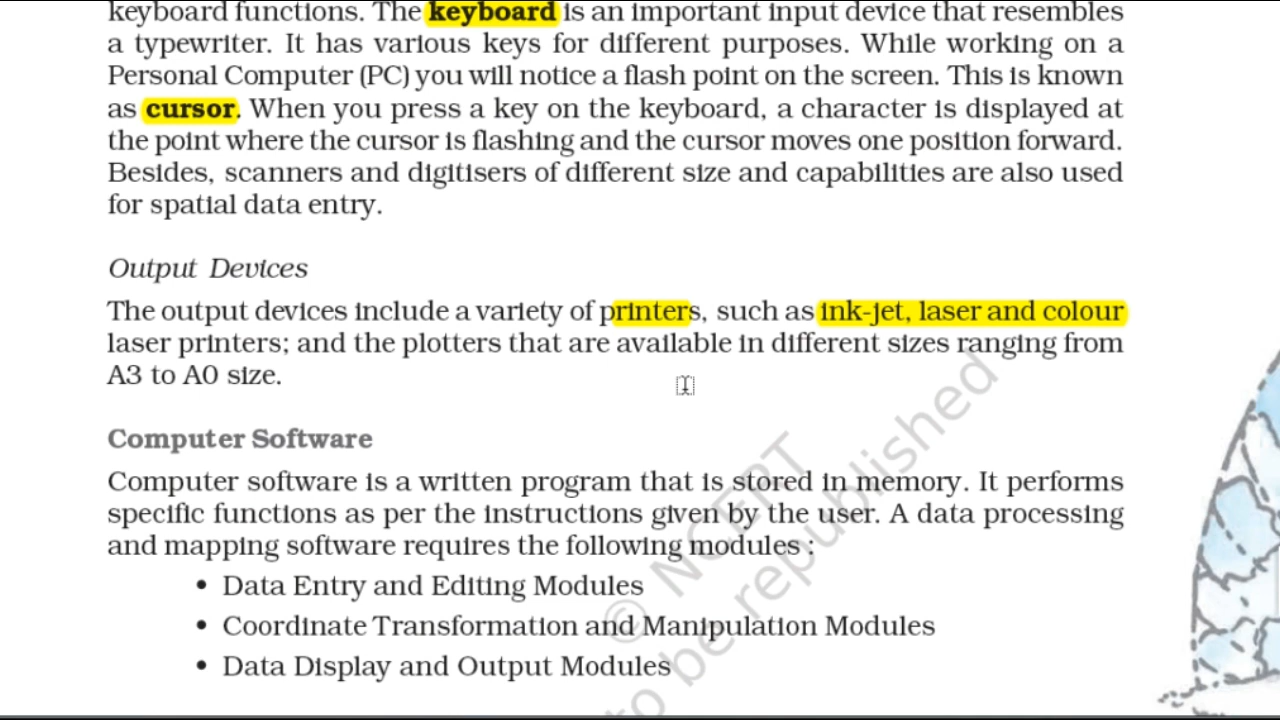 keyboard functions. The keyboard is an important input device that resembles
a typewriter. It has various keys for different purposes. While working on a
Personal Computer (PC) you will notice a flash point on the screen. This is known
as cursor. When you press a key on the keyboard, a character is displayed at
the point where the cursor is flashing and the cursor moves one position forward.
Besides, scanners and digitisers of different size and capabilities are also used
for spatial data entry.
Output Devices
The output devices include a variety of printers, such as ink-jet, laser and colour
laser printers; and the plotters that are available in different sizes ranging from
A3 to A0 size.
Computer Software
Computer software is a written program that is stored in memory. It performs
specific functions as per the instructions given by the user. A data processing
and mapping software requires the following modules :
• Data Entry and Editing Modules
• Coordinate Transformation and Manipulation Modules
• Data Display and Output Modules
© NCERT
to be republished